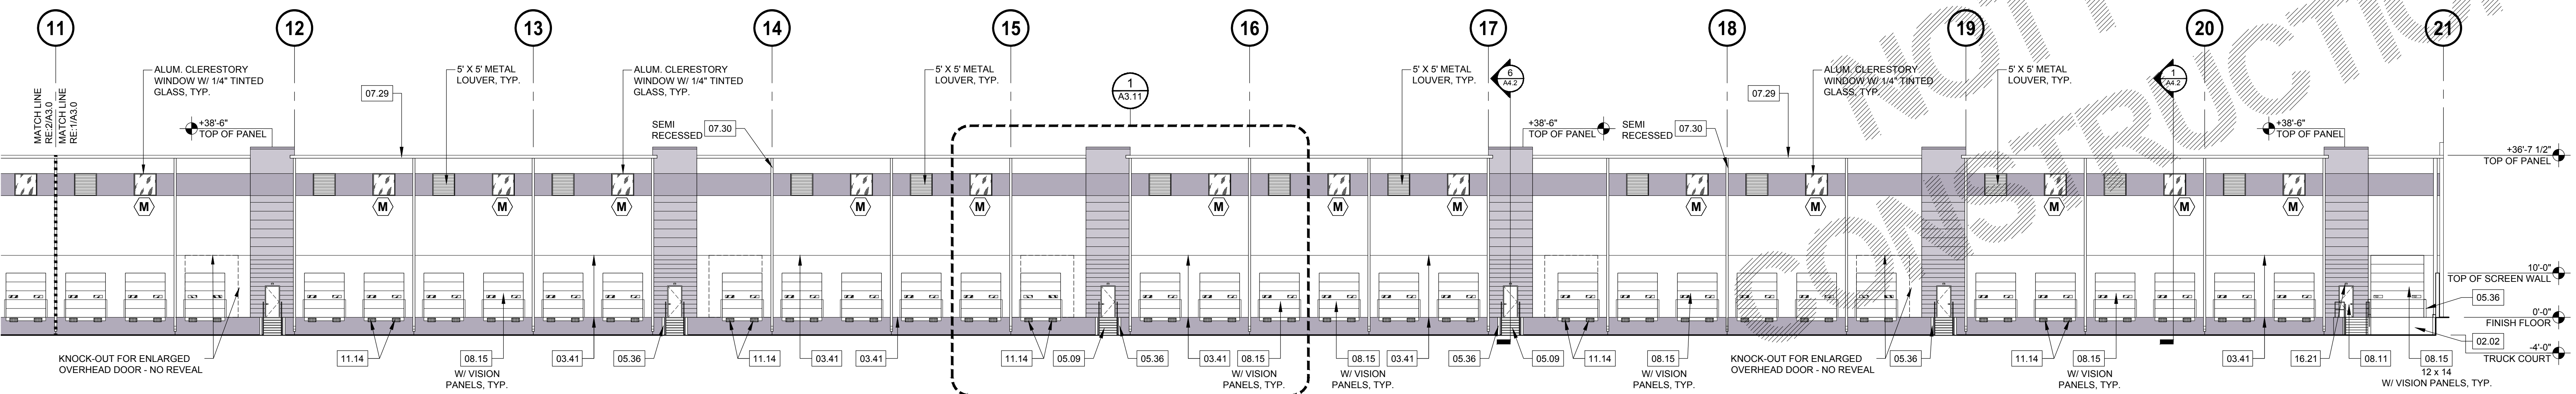 11
12
13
14
15
16
17
18
19
20
21
NOT
CONSTRUCTION
MATCH LINE
RE:2/A3.0
MATCH LINE
RE:1/A3.0
ALUM. CLERESTORY
WINDOW W/ 1/4" TINTED
GLASS, TYP.
07.29
+38'-6"
TOP OF PANEL
5' X 5' METAL
LOUVER, TYP.
ALUM. CLERESTORY
WINDOW W/ 1/4" TINTED
GLASS, TYP.
SEMI
RECESSED
07.30
5' X 5' METAL
LOUVER, TYP.
1
A3.11
5' X 5' METAL
LOUVER, TYP.
6
A4.2
+38'-6"
TOP OF PANEL
SEMI
RECESSED
07.30
07.29
ALUM. CLERESTORY
WINDOW W/ 1/4" TINTED
GLASS, TYP.
5' X 5' METAL
LOUVER, TYP.
1
A4.2
+38'-6"
TOP OF PANEL
+36'-7 1/2"
TOP OF PANEL
M
M
M
M
M
M
M
M
M
M
M
M
M
M
10'-0"
TOP OF SCREEN WALL
05.36
0'-0"
FINISH FLOOR
02.02
-4'-0"
TRUCK COURT
KNOCK-OUT FOR ENLARGED
OVERHEAD DOOR - NO REVEAL
11.14
08.15
W/ VISION
PANELS, TYP.
03.41
05.36
11.14
03.41
03.41
11.14
05.09
05.36
03.41
08.15
W/ VISION
PANELS, TYP.
08.15
W/ VISION
PANELS, TYP.
03.41
05.36
05.09
11.14
08.15
W/ VISION
PANELS, TYP.
KNOCK-OUT FOR ENLARGED
OVERHEAD DOOR - NO REVEAL
05.36
11.14
08.15
W/ VISION
PANELS, TYP.
03.41
16.21
08.11
08.15
12 x 14
W/ VISION PANELS, TYP.